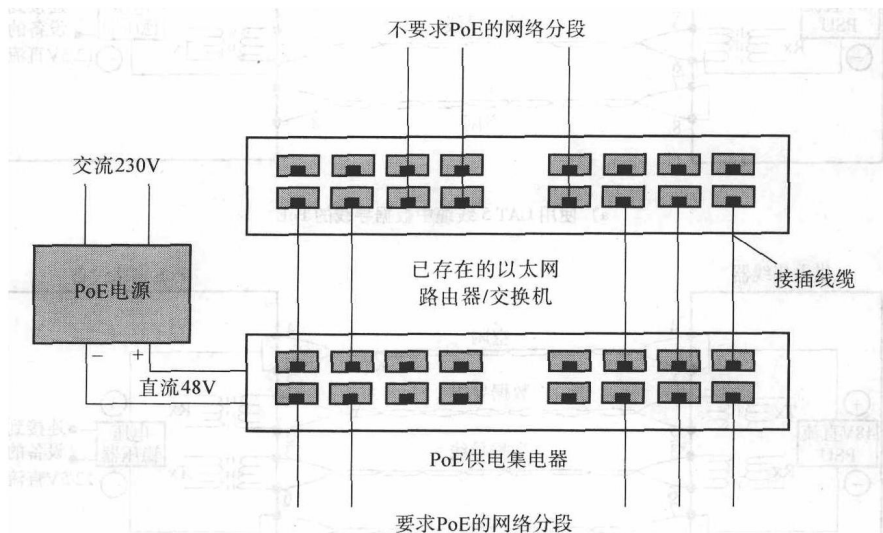 不要求PoE的网络分段
交流230V
PoE电源
已存在的以太网
路由器/交换机
接插线缆
− +
直流48V
PoE供电集电器
要求PoE的网络分段